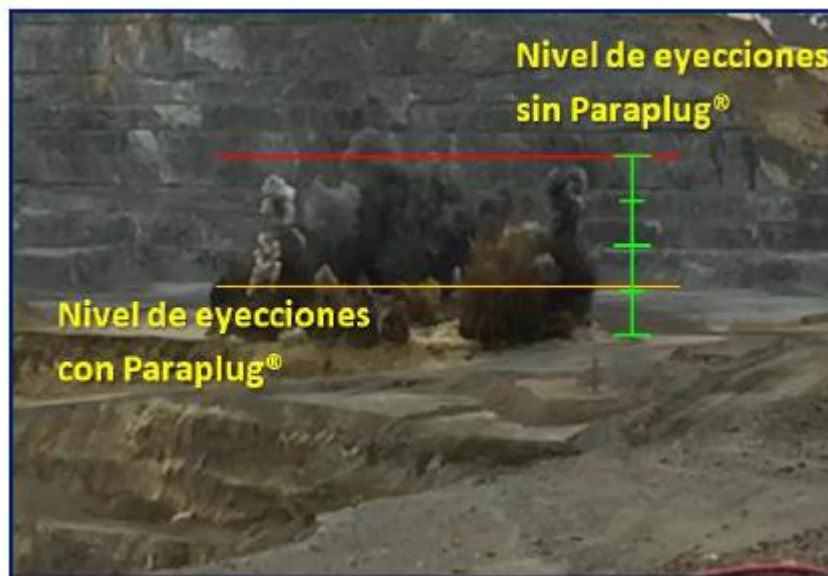 Nivel de eyecciones
sin Paraplug®
Nivel de eyecciones
con Paraplug®